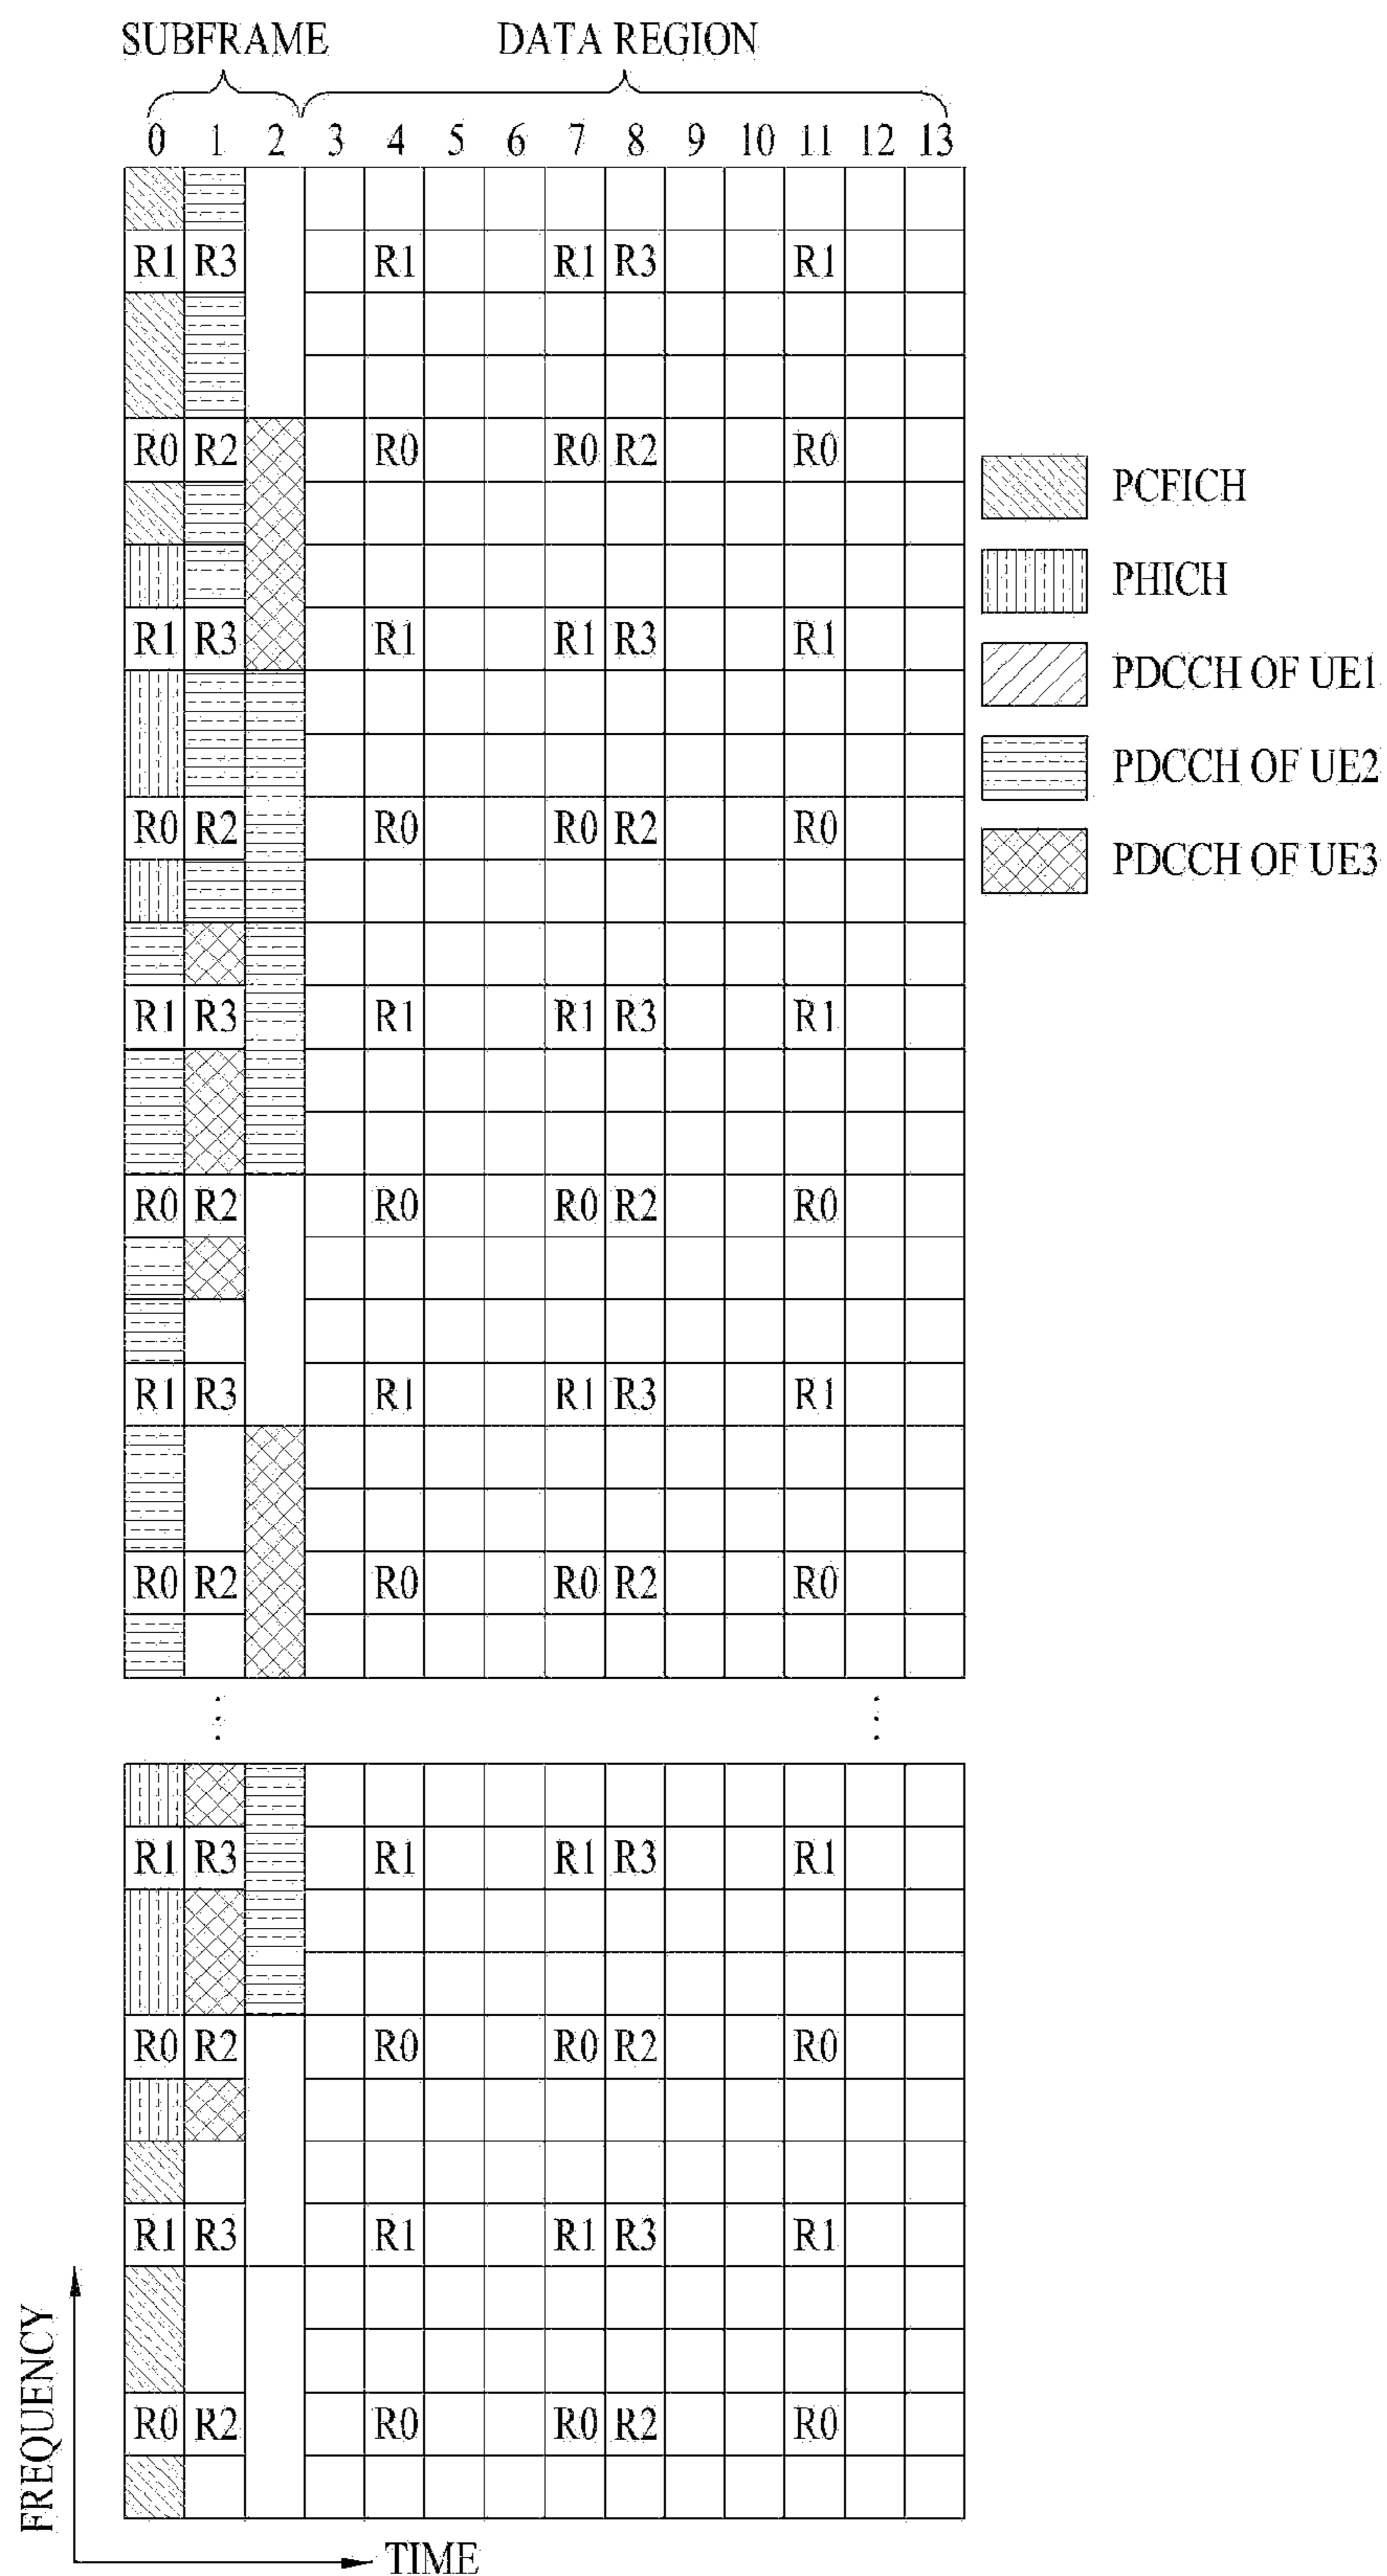 SUBFRAME DATA REGION
0 1 2 3 4 5 6 7 8 9 10 11 12 13
R1 R3 R1 R1 R3 R1
R0 R2 R0 R0 R2 R0
PCFICH
PHICH
R1 R3 R1 R1 R3 R1
PDCCH OF UE1
PDCCH OF UE2
R0 R2 R0 R0 R2 R0
PDCCH OF UE3
R1 R3 R1 R1 R3 R1
R0 R2 R0 R0 R2 R0
R1 R3 R1 R1 R3 R1
R0 R2 R0 R0 R2 R0
R1 R3 R1 R1 R3 R1
R0 R2 R0 R0 R2 R0
R1 R3 R1 R1 R3 R1
R0 R2 R0 R0 R2 R0
FREQUENCY
TIME